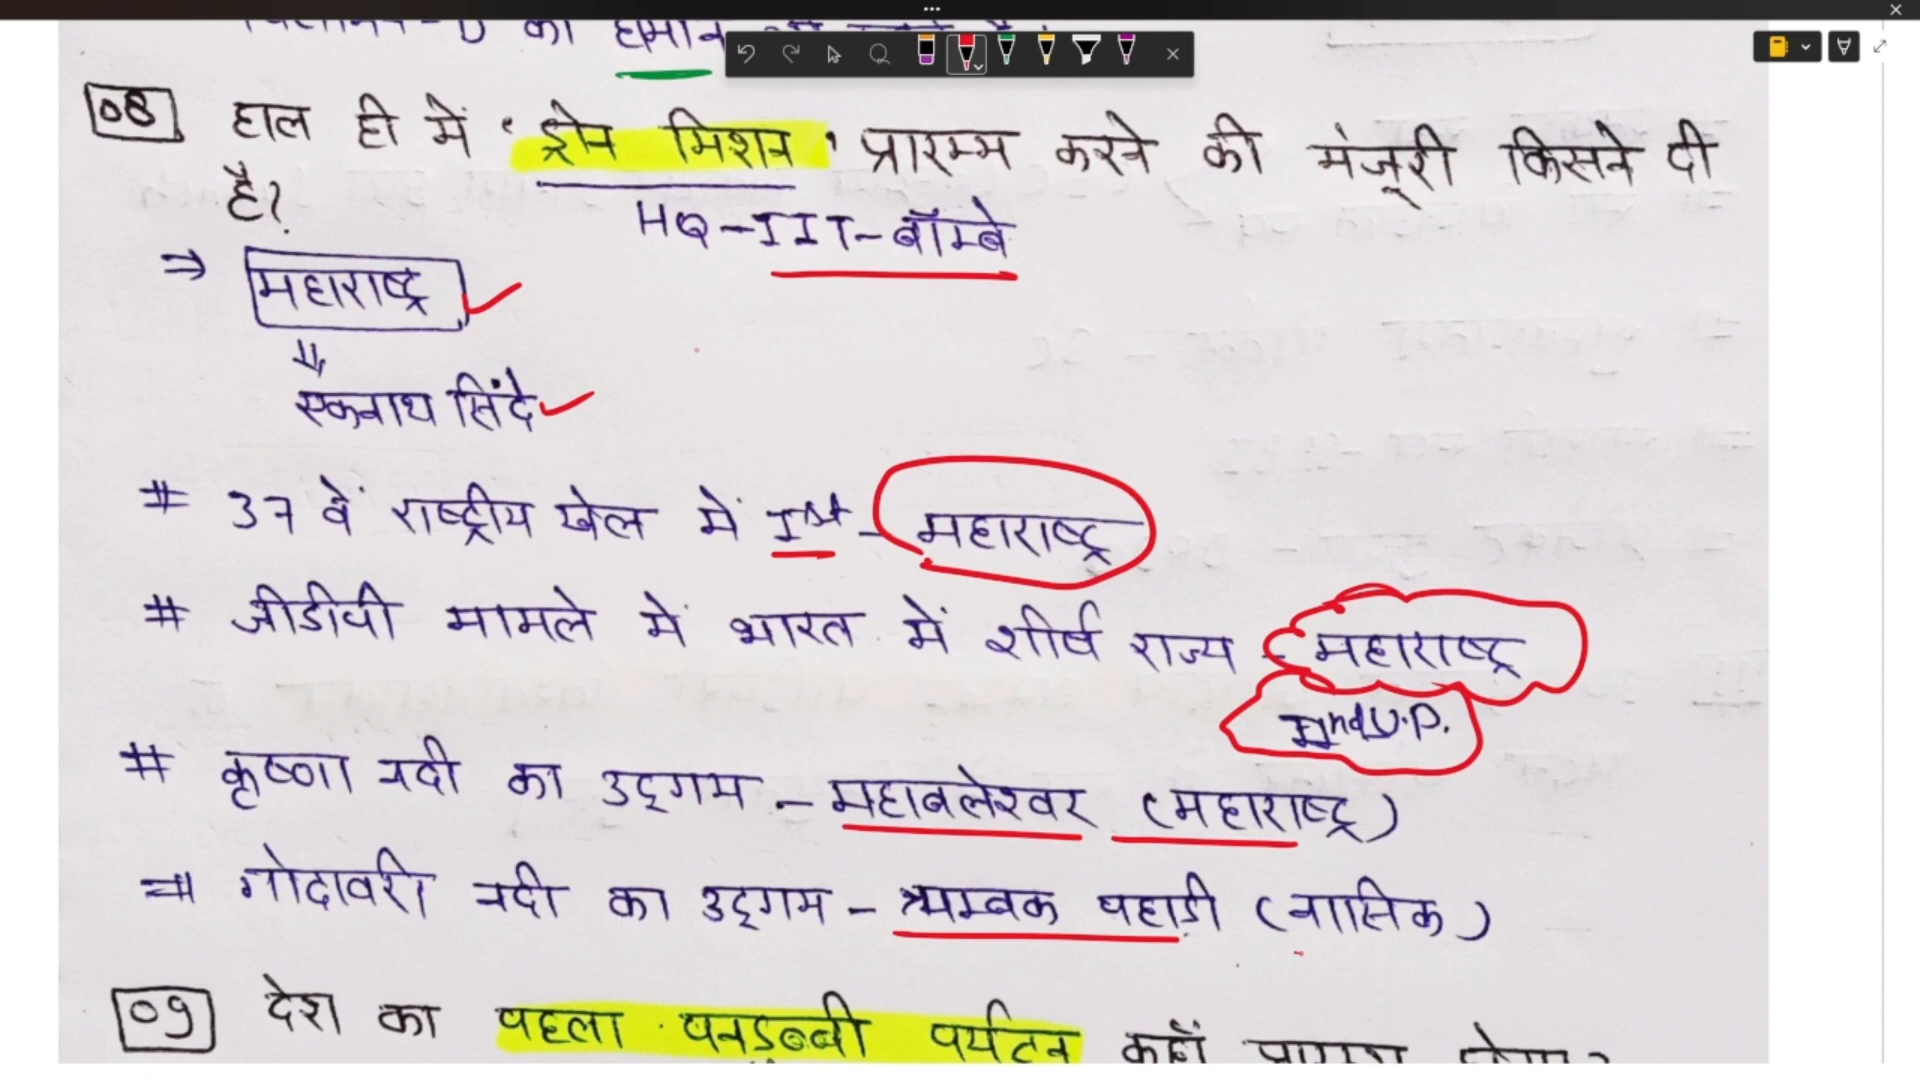 का
08 हाल ही में 'ड्रोन मिशन' प्रारम्भ करने की मंजूरी किसने दी
है?
HQ-IIT-बॉम्बे
⇒ महाराष्ट्र
एकनाथ सिंदे
# 37 वें राष्ट्रीय खेल में Ist - महाराष्ट्र
# जीडीपी मामले में भारत में शीर्ष राज्य - महाराष्ट्र
IIndU.P.
# कृष्णा नदी का उद्गम - महाबलेश्वर (महाराष्ट्र)
# गोदावरी नदी का उद्गम - त्र्यम्बक पहाड़ी (नासिक)
09 देश का पहला पनडुब्बी पर्यटन कहाँ